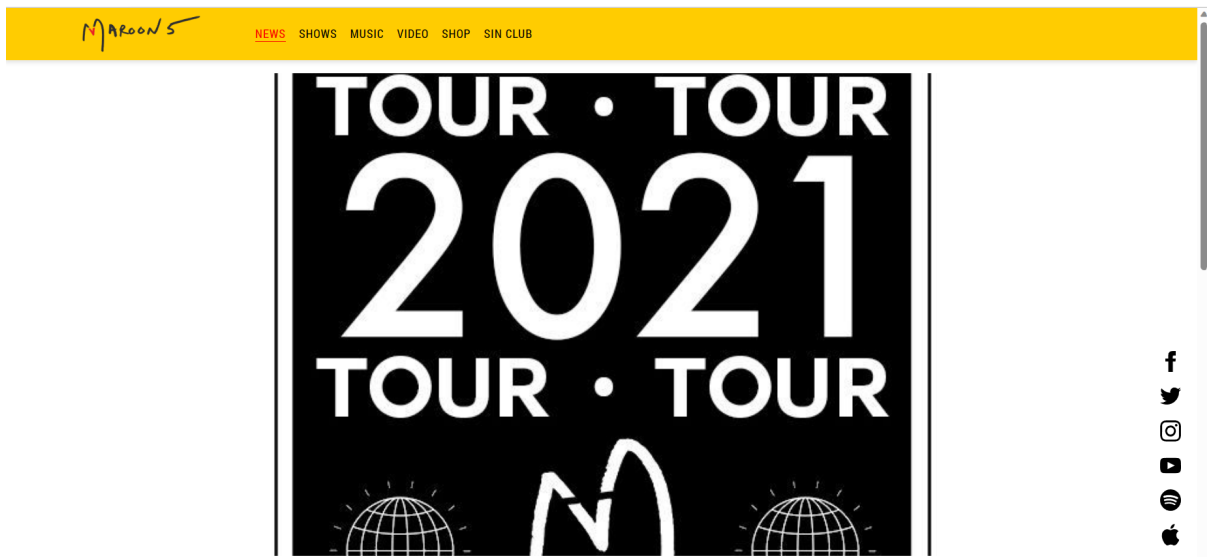 MAROON 5 NEWS SHOWS MUSIC VIDEO SHOP SIN CLUB
TOUR • TOUR
2021
TOUR • TOUR
M